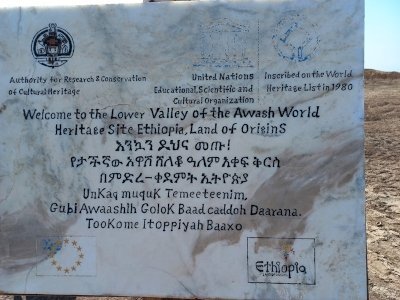 Authority for Research & Conservation
of Cultural Heritage
United Nations
Educational, Scientific and
Cultural Organization
Inscribed on the World
Heritage List in 1980
Welcome to the Lower Valley of the Awash World
Heritage Site Ethiopia, Land of Origins
እንኳን ደህና መጡ!
የታችኛው አዋሽ ሸለቆ ዓለም አቀፍ ቅርስ
በምድረ-ቀደምት ኢትዮጵያ
Unkaq muquk Temeeteenim,
Gubi Awaashih Golok Baad caddoh Daarana.
Tookome Itoppiyah Baaxo
Ethiopia